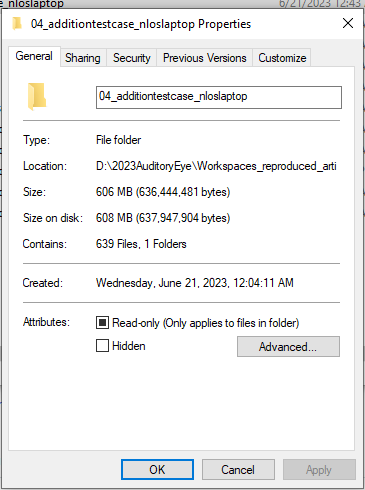 e_nloslaptop 6/21/2023 12:43
04_additiontestcase_nloslaptop Properties
General Sharing Security Previous Versions Customize
04_additiontestcase_nloslaptop
Type: File folder
Location: D:\2023AuditoryEye\Workspaces_reproduced_arti
Size: 606 MB (636,444,481 bytes)
Size on disk: 608 MB (637,947,904 bytes)
Contains: 639 Files, 1 Folders
Created: Wednesday, June 21, 2023, 12:04:11 AM
Attributes: Read-only (Only applies to files in folder)
Hidden Advanced...
OK Cancel Apply